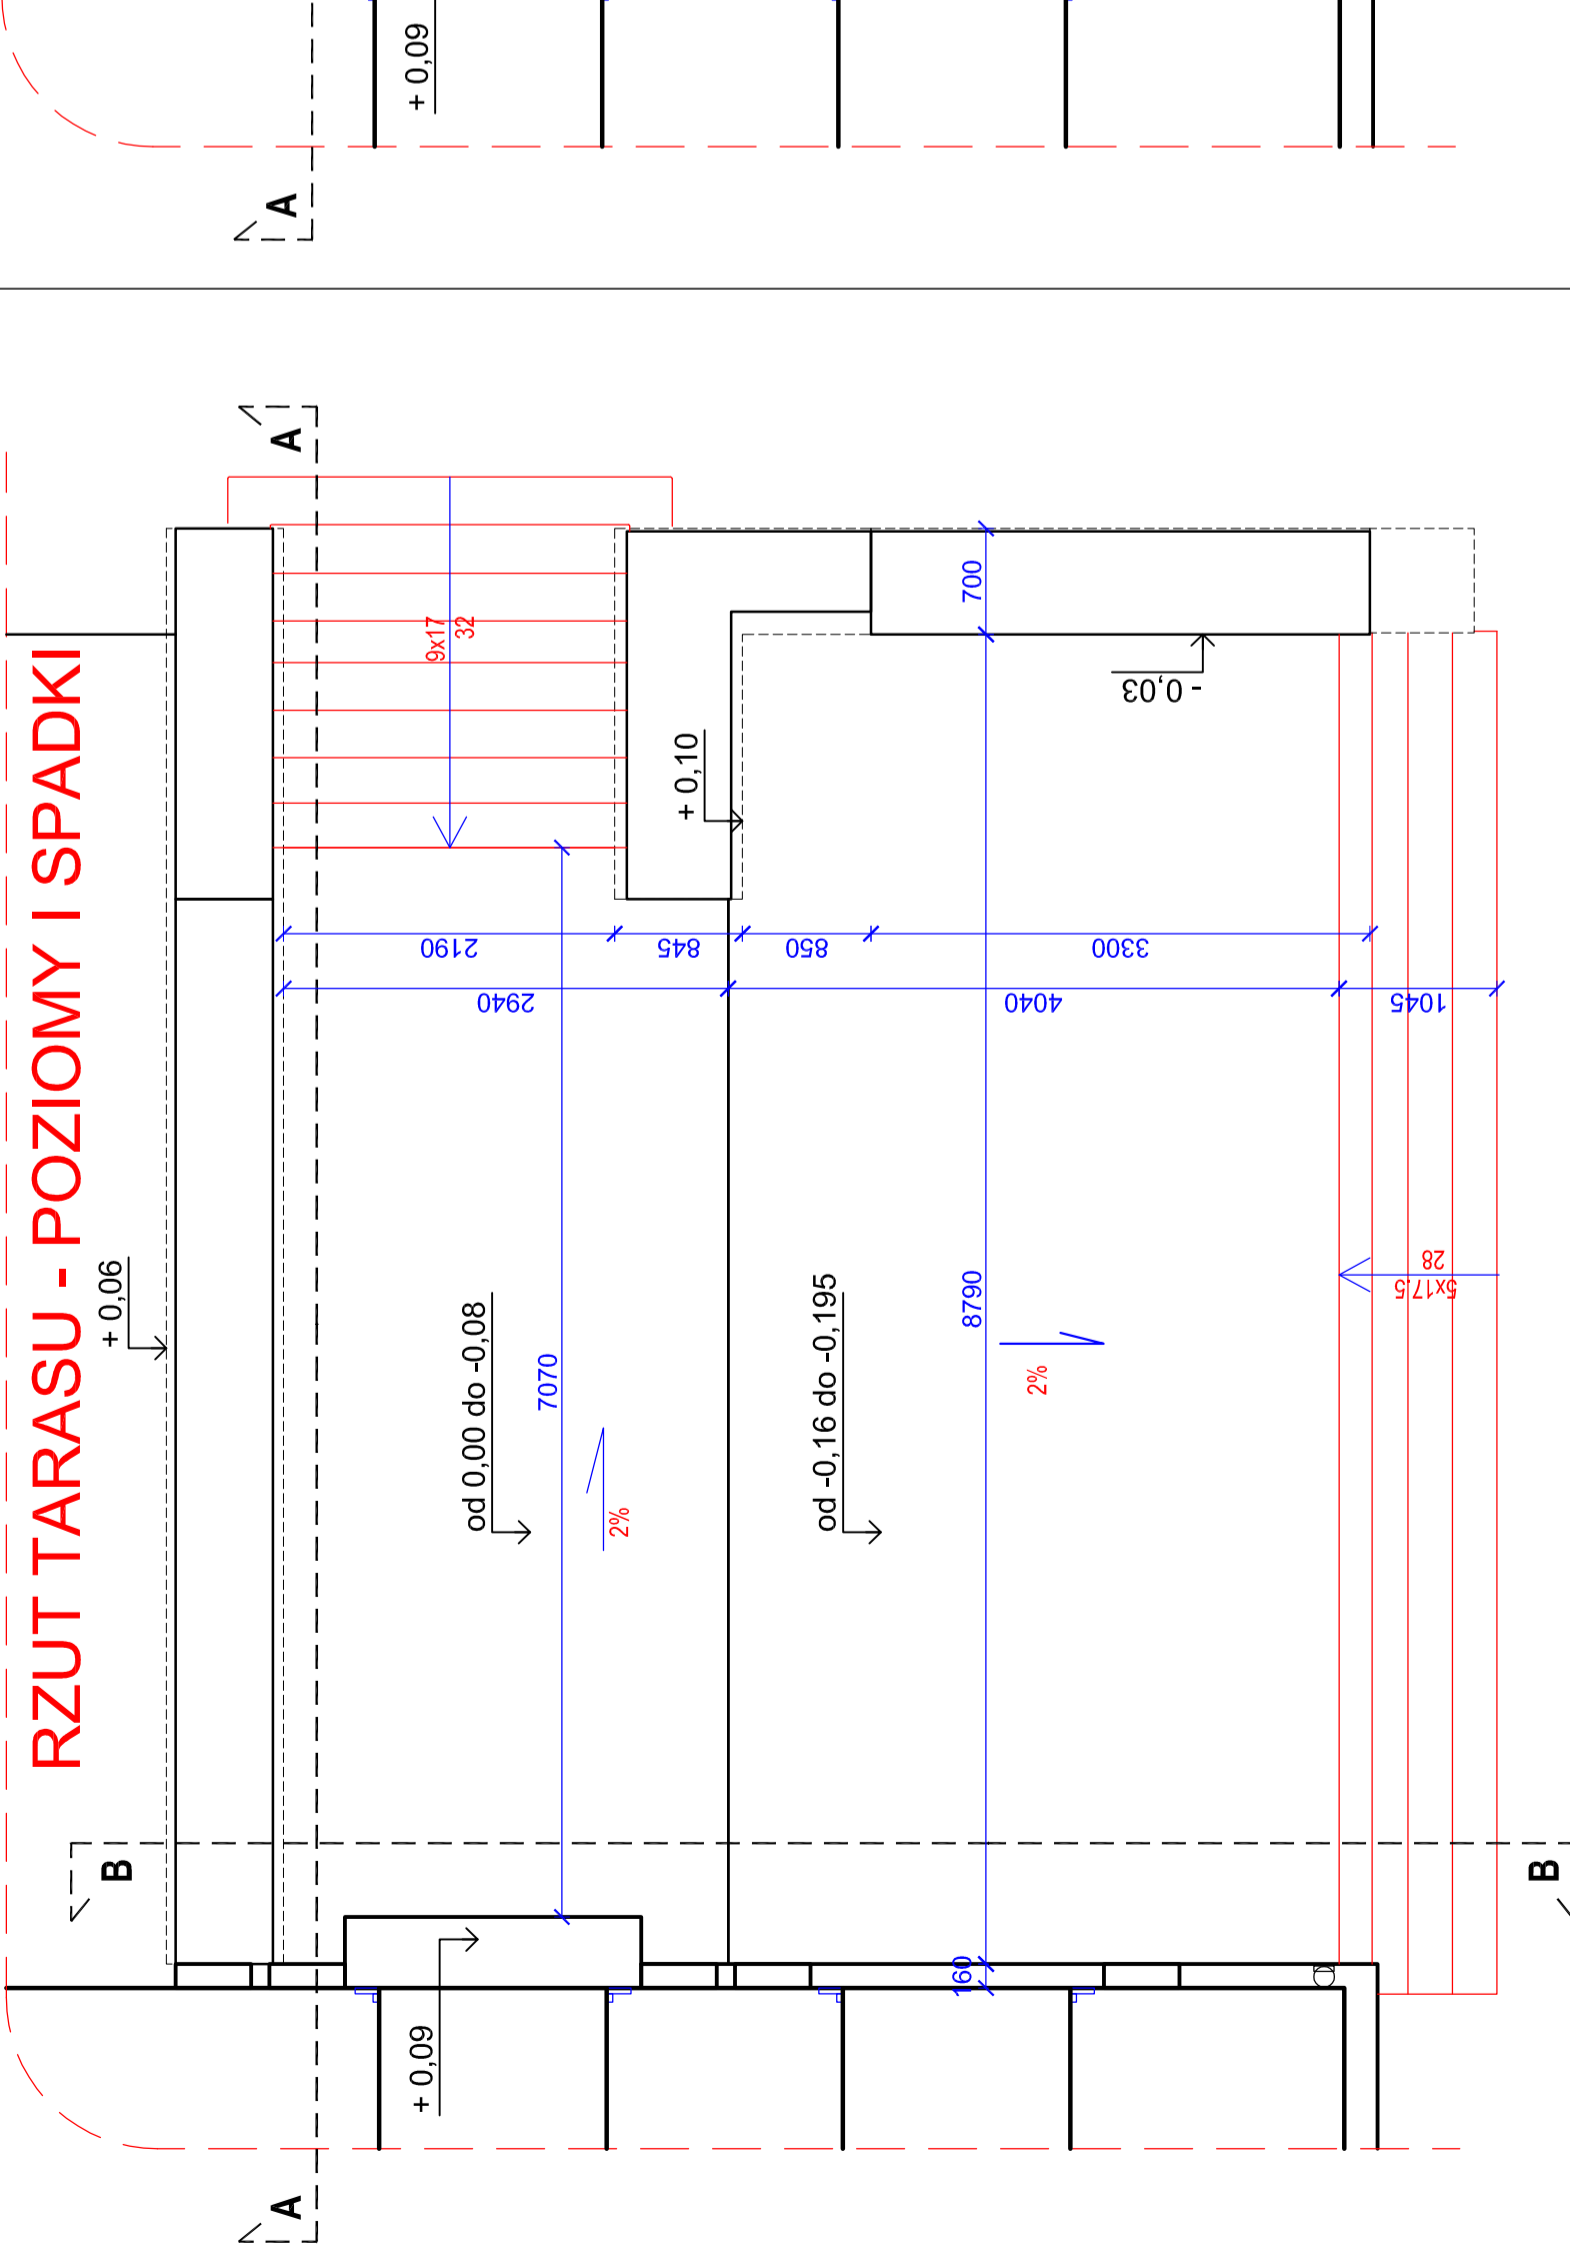 + 0,09
A
RZUT TARASU - POZIOMY I SPADKI
A
9x17
32
700
- 0,03
+ 0,10
2190
845
850
3300
2940
4040
1045
+ 0,06
od 0,00 do -0,08
7070
2%
od -0,16 do -0,195
8790
2%
5x17.5
28
B
B
160
+ 0,09
A